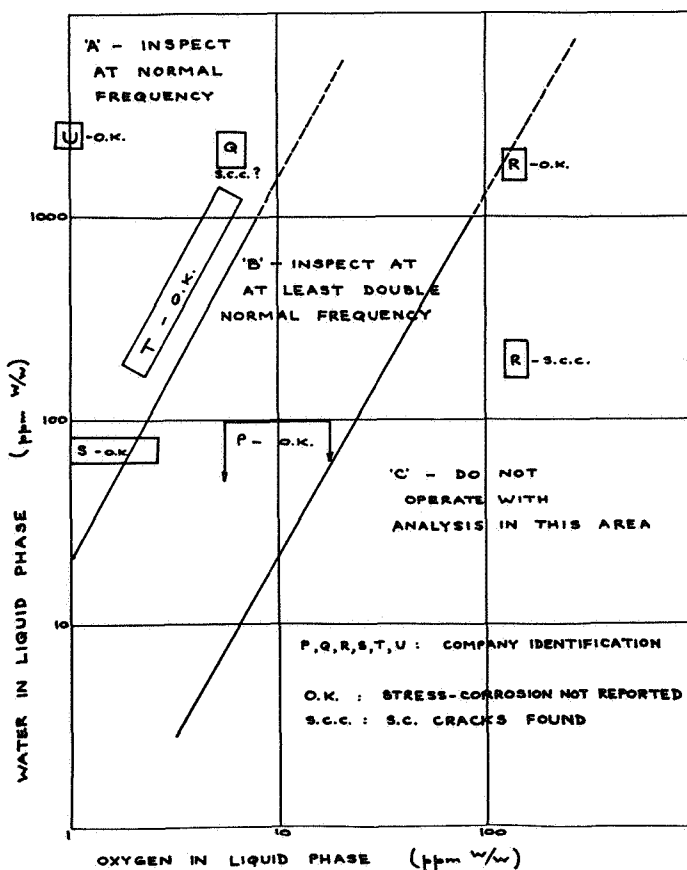 'A' - INSPECT
AT NORMAL
FREQUENCY
U -O.K.
Q
S.C.C.?
R -O.K.
1000
'B' - INSPECT AT
AT LEAST DOUBLE
NORMAL FREQUENCY
T - O.K.
R - S.C.C.
100
S - O.K.
P - O.K.
'C' - DO NOT
OPERATE WITH
ANALYSIS IN THIS AREA
10
P,Q,R,S,T,U : COMPANY IDENTIFICATION
O.K. : STRESS-CORROSION NOT REPORTED
S.C.C. : S.C. CRACKS FOUND
1
1
10
100
WATER IN LIQUID PHASE (ppm w/w)
OXYGEN IN LIQUID PHASE (ppm w/w)